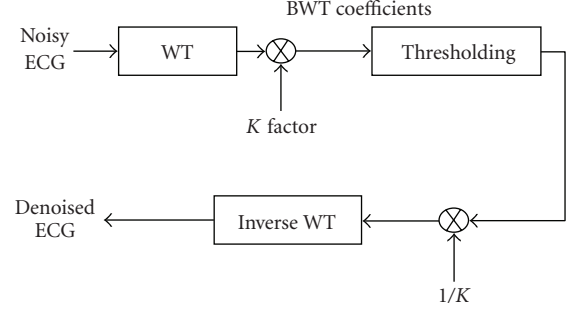 BWT coefficients
Noisy
ECG
WT
Thresholding
K factor
Denoised
ECG
Inverse WT
1/K